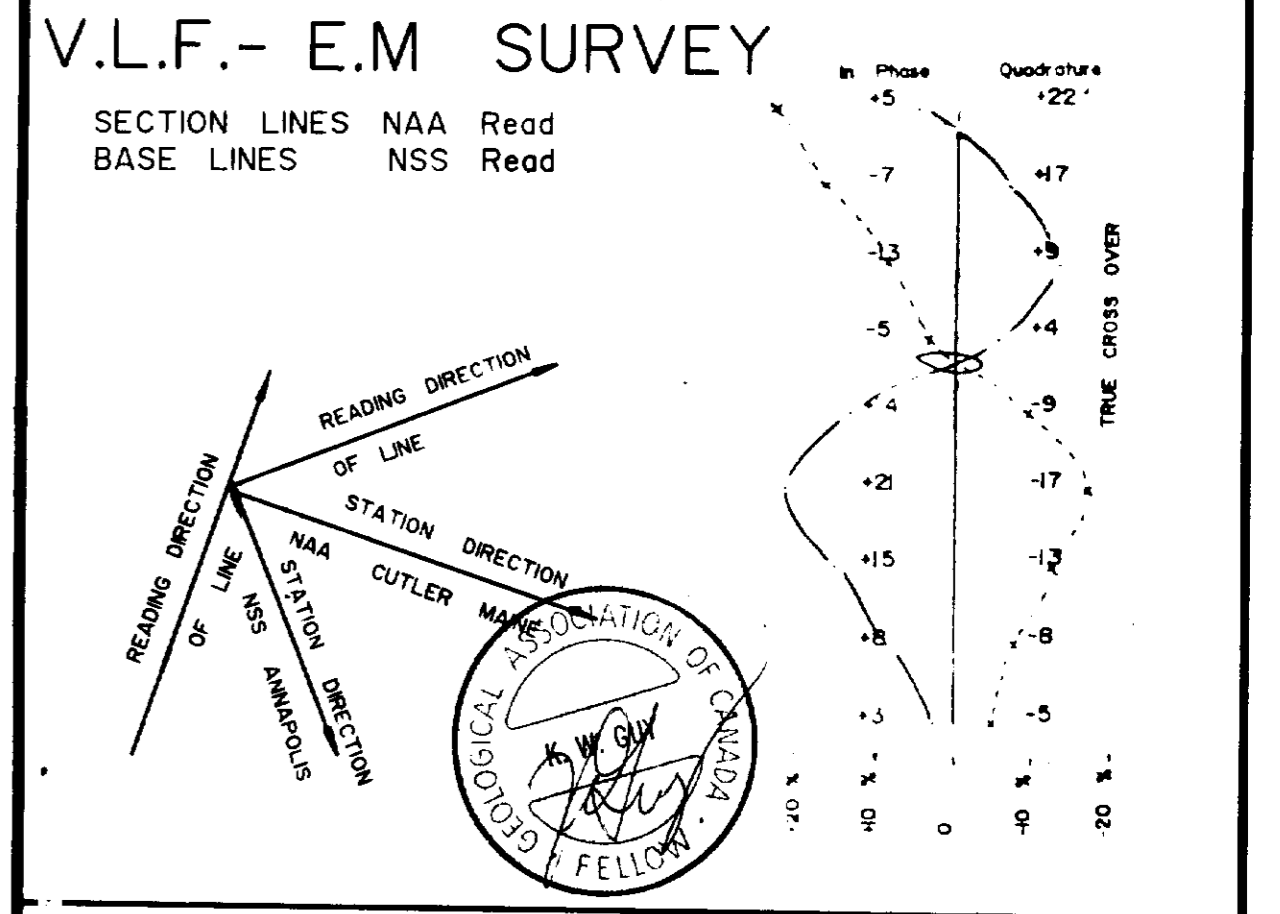 V.L.F.- E.M SURVEY
SECTION LINES NAA Read
BASE LINES NSS Read
In Phase Quadrature
+5 +22
-7 +17
-13 +9
-5 +4
+4 -9
+21 -17
+15 -13
+8 -8
+3 -5
TRUE CROSS OVER
-20 %
+10 %
0
-10 %
-20 %
READING DIRECTION
OF LINE
READING DIRECTION
OF LINE
STATION DIRECTION
NAA CUTLER MAINE
STATION DIRECTION
NSS ANNAPOLIS
GEOLOGICAL ASSOCIATION OF CANADA
K. W. GUY
FELLOW